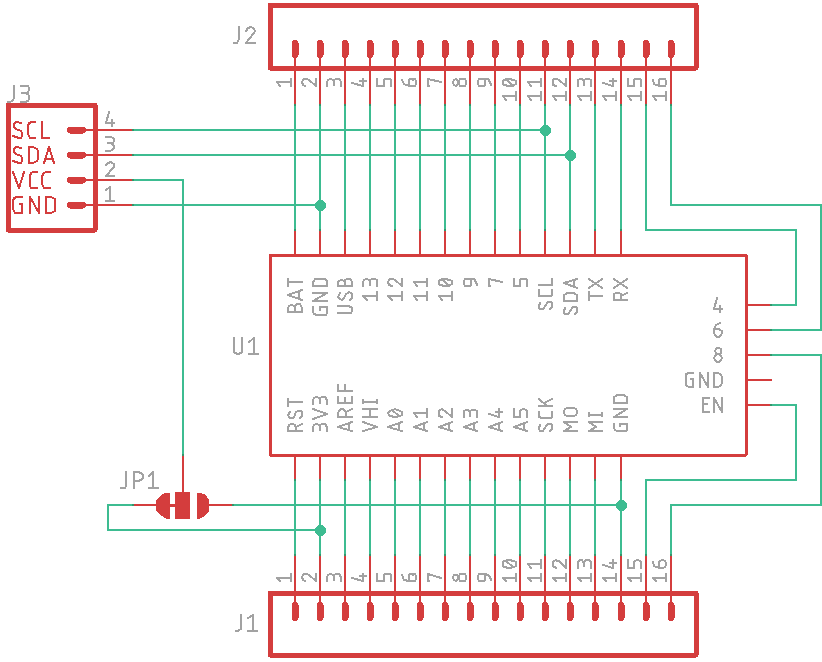 J2
1 2 3 4 5 6 7 8 9 10 11 12 13 14 15 16
J3
SCL 4
SDA 3
VCC 2
GND 1
BAT GND USB 13 12 11 10 9 7 5 SCL SDA TX RX
4
6
8
GND
EN
U1
RST 3V3 AREF VHI A0 A1 A2 A3 A4 A5 SCK MO MI GND
JP1
1 2 3 4 5 6 7 8 9 10 11 12 13 14 15 16
J1